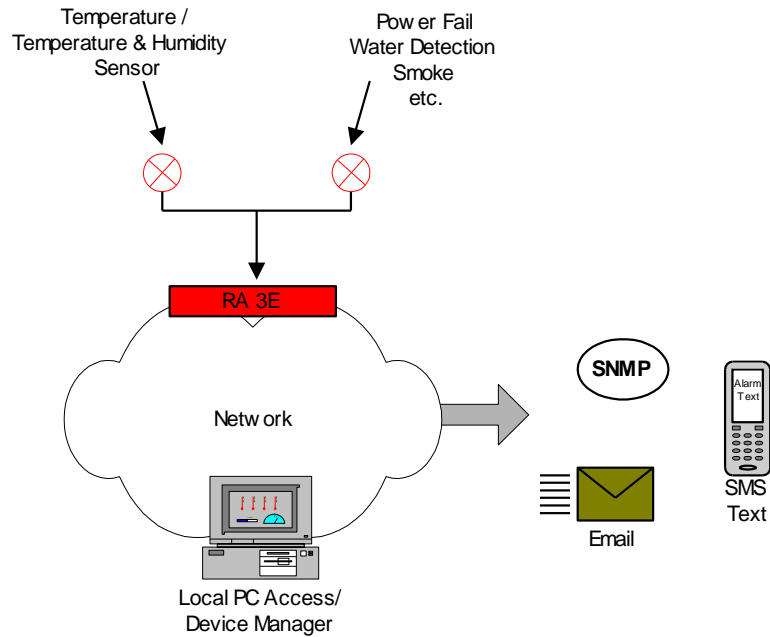 Temperature /
Temperature & Humidity
Sensor
Power Fail
Water Detection
Smoke
etc.
RA 3E
Network
SNMP
Alarm
Text
SMS
Text
Email
Local PC Access/
Device Manager